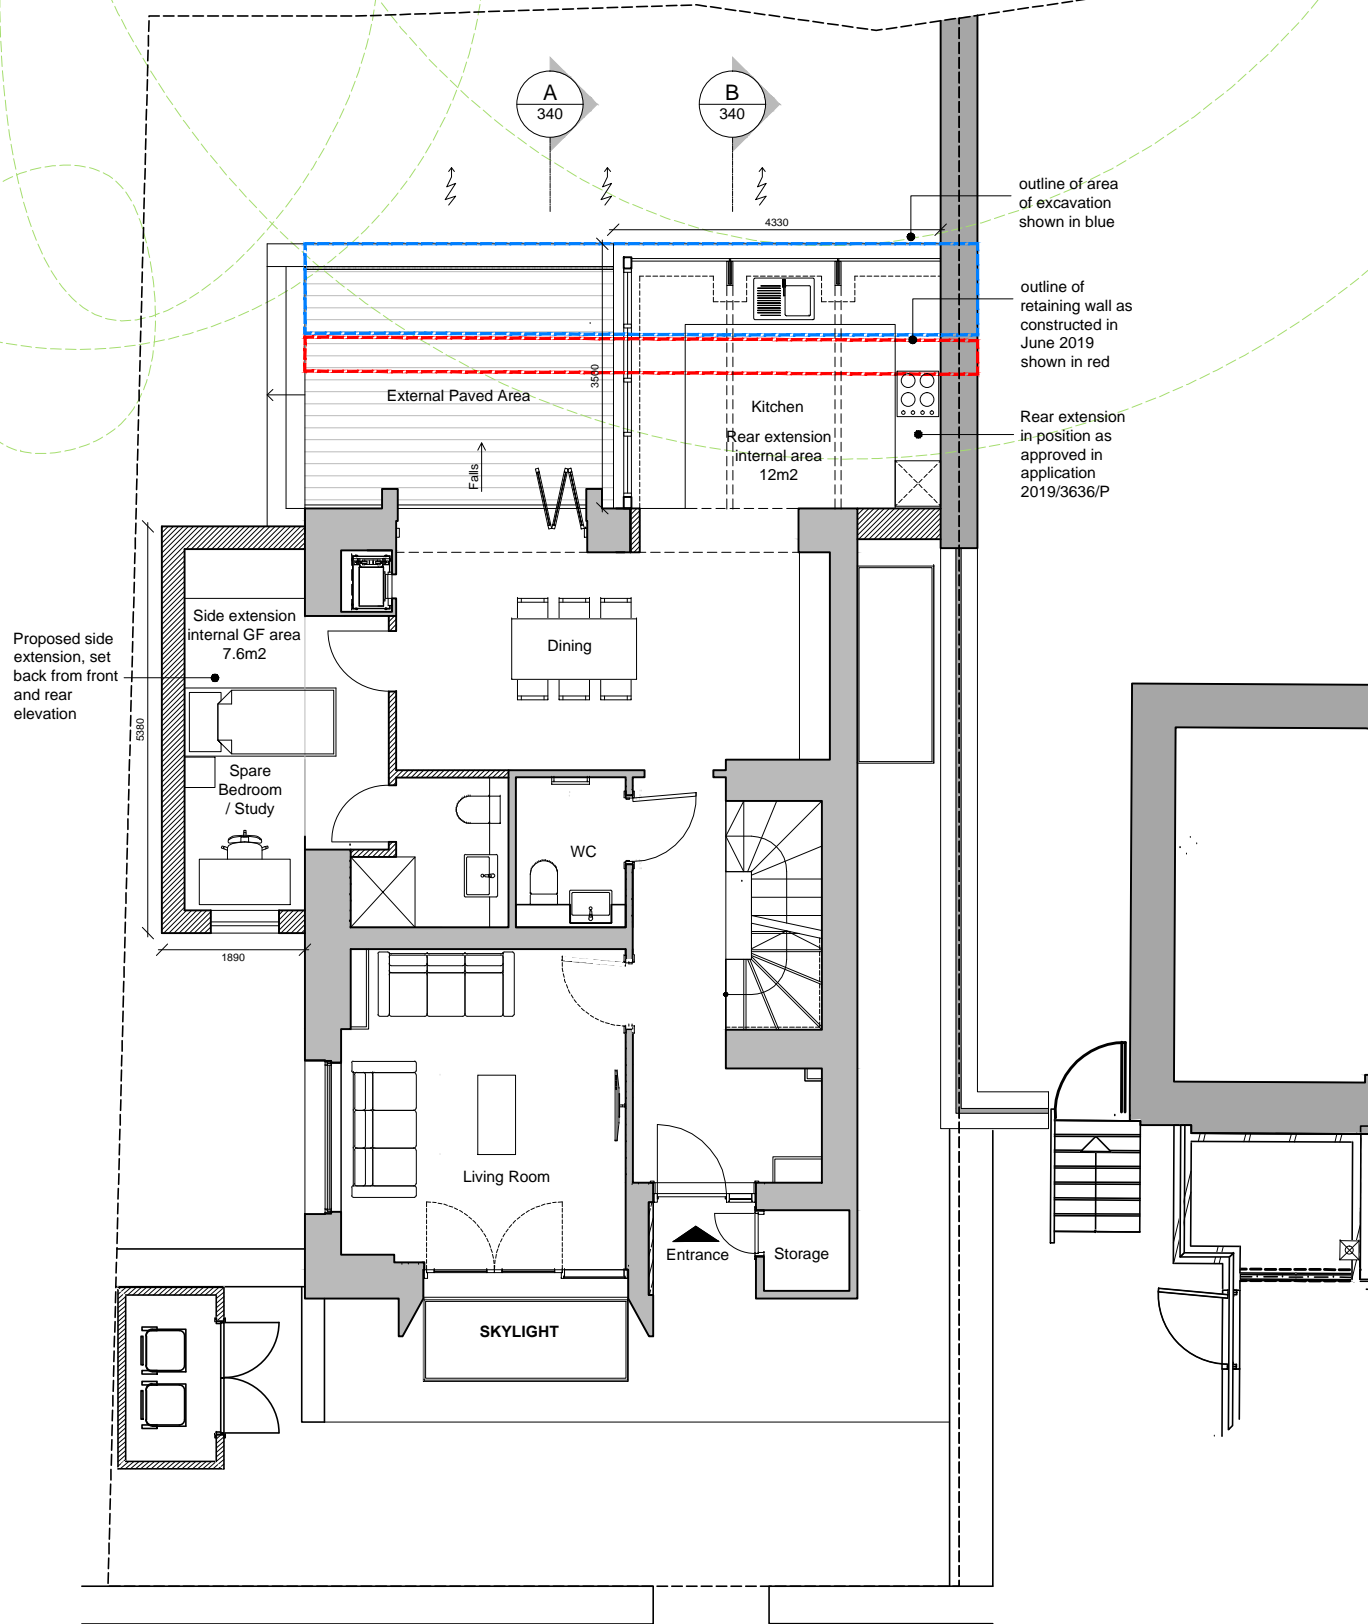 A
340
B
340
outline of area
of excavation
shown in blue
4330
outline of
retaining wall as
constructed in
June 2019
shown in red
3500
External Paved Area
Kitchen
Rear extension
internal area
12m2
Rear extension
in position as
approved in
application
2019/3636/P
Falls
Side extension
internal GF area
7.6m2
Dining
Proposed side
extension, set
back from front
and rear
elevation
5380
Spare
Bedroom
/ Study
WC
1890
Living Room
Entrance
Storage
SKYLIGHT